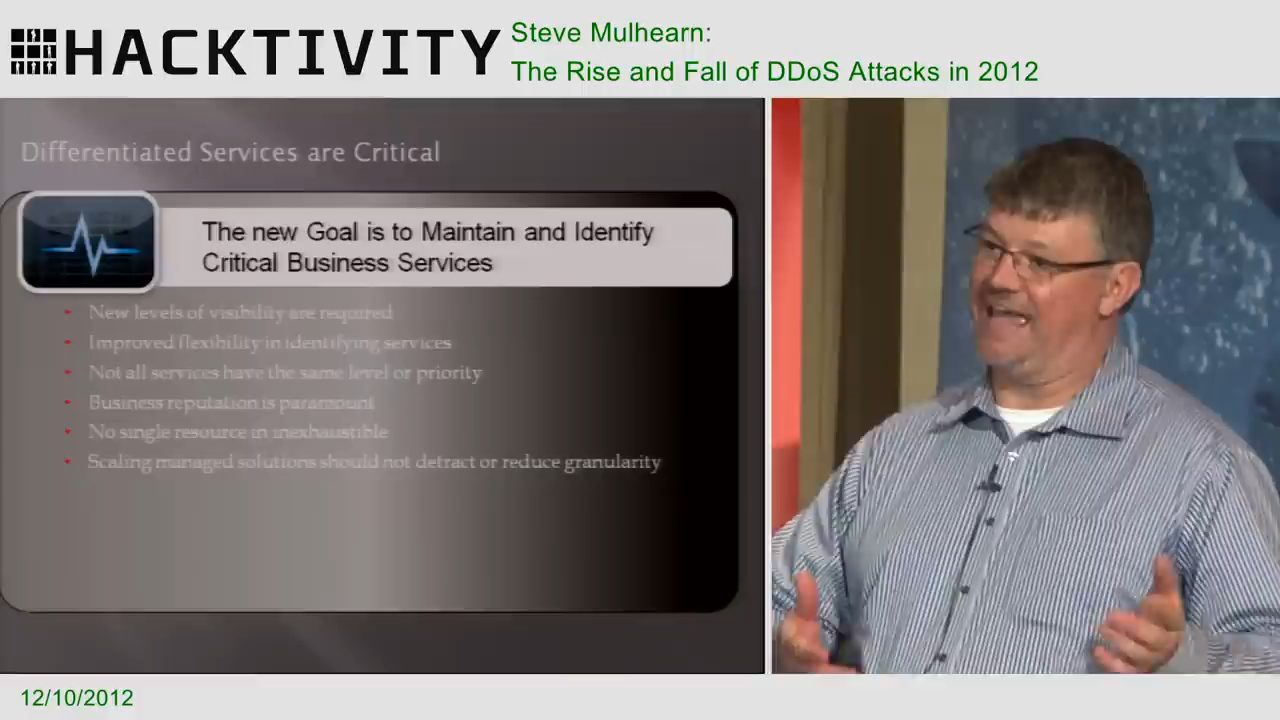 HACKTIVITY
Steve Mulhearn:
The Rise and Fall of DDoS Attacks in 2012
Differentiated Services are Critical
The new Goal is to Maintain and Identify
Critical Business Services
• New levels of visibility are required
• Improved flexibility in identifying services
• Not all services have the same level or priority
• Business reputation is paramount
• No single resource in inexhaustible
• Scaling managed solutions should not detract or reduce granularity
12/10/2012